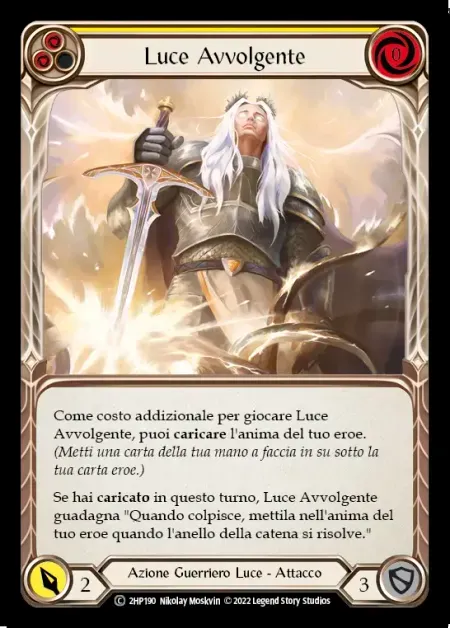 Luce Avvolgente
0
Come costo addizionale per giocare Luce
Avvolgente, puoi caricare l'anima del tuo eroe.
(Metti una carta della tua mano a faccia in su sotto la
tua carta eroe.)
Se hai caricato in questo turno, Luce Avvolgente
guadagna "Quando colpisce, mettila nell'anima del
tuo eroe quando l'anello della catena si risolve."
2
Azione Guerriero Luce - Attacco
3
C 2HP190 Nikolay Moskvin © 2022 Legend Story Studios